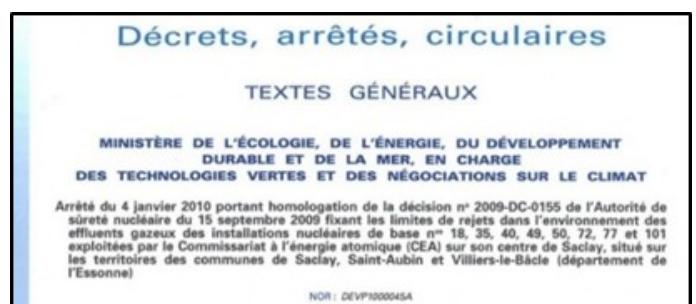 Décrets, arrêtés, circulaires
TEXTES GÉNÉRAUX
MINISTÈRE DE L'ÉCOLOGIE, DE L'ÉNERGIE, DU DÉVELOPPEMENT
DURABLE ET DE LA MER, EN CHARGE
DES TECHNOLOGIES VERTES ET DES NÉGOCIATIONS SUR LE CLIMAT
Arrêté du 4 janvier 2010 portant homologation de la décision nº 2009-DC-0155 de l'Autorité de
sûreté nucléaire du 15 septembre 2009 fixant les limites de rejets dans l'environnement des
effluents gazeux des installations nucléaires de base nᵒˢ 18, 35, 40, 49, 50, 72, 77 et 101
exploitées par le Commissariat à l'énergie atomique (CEA) sur son centre de Saclay, situé sur
les territoires des communes de Saclay, Saint-Aubin et Villiers-le-Bâcle (département de
l'Essonne)
NOR : DEVP1000045A